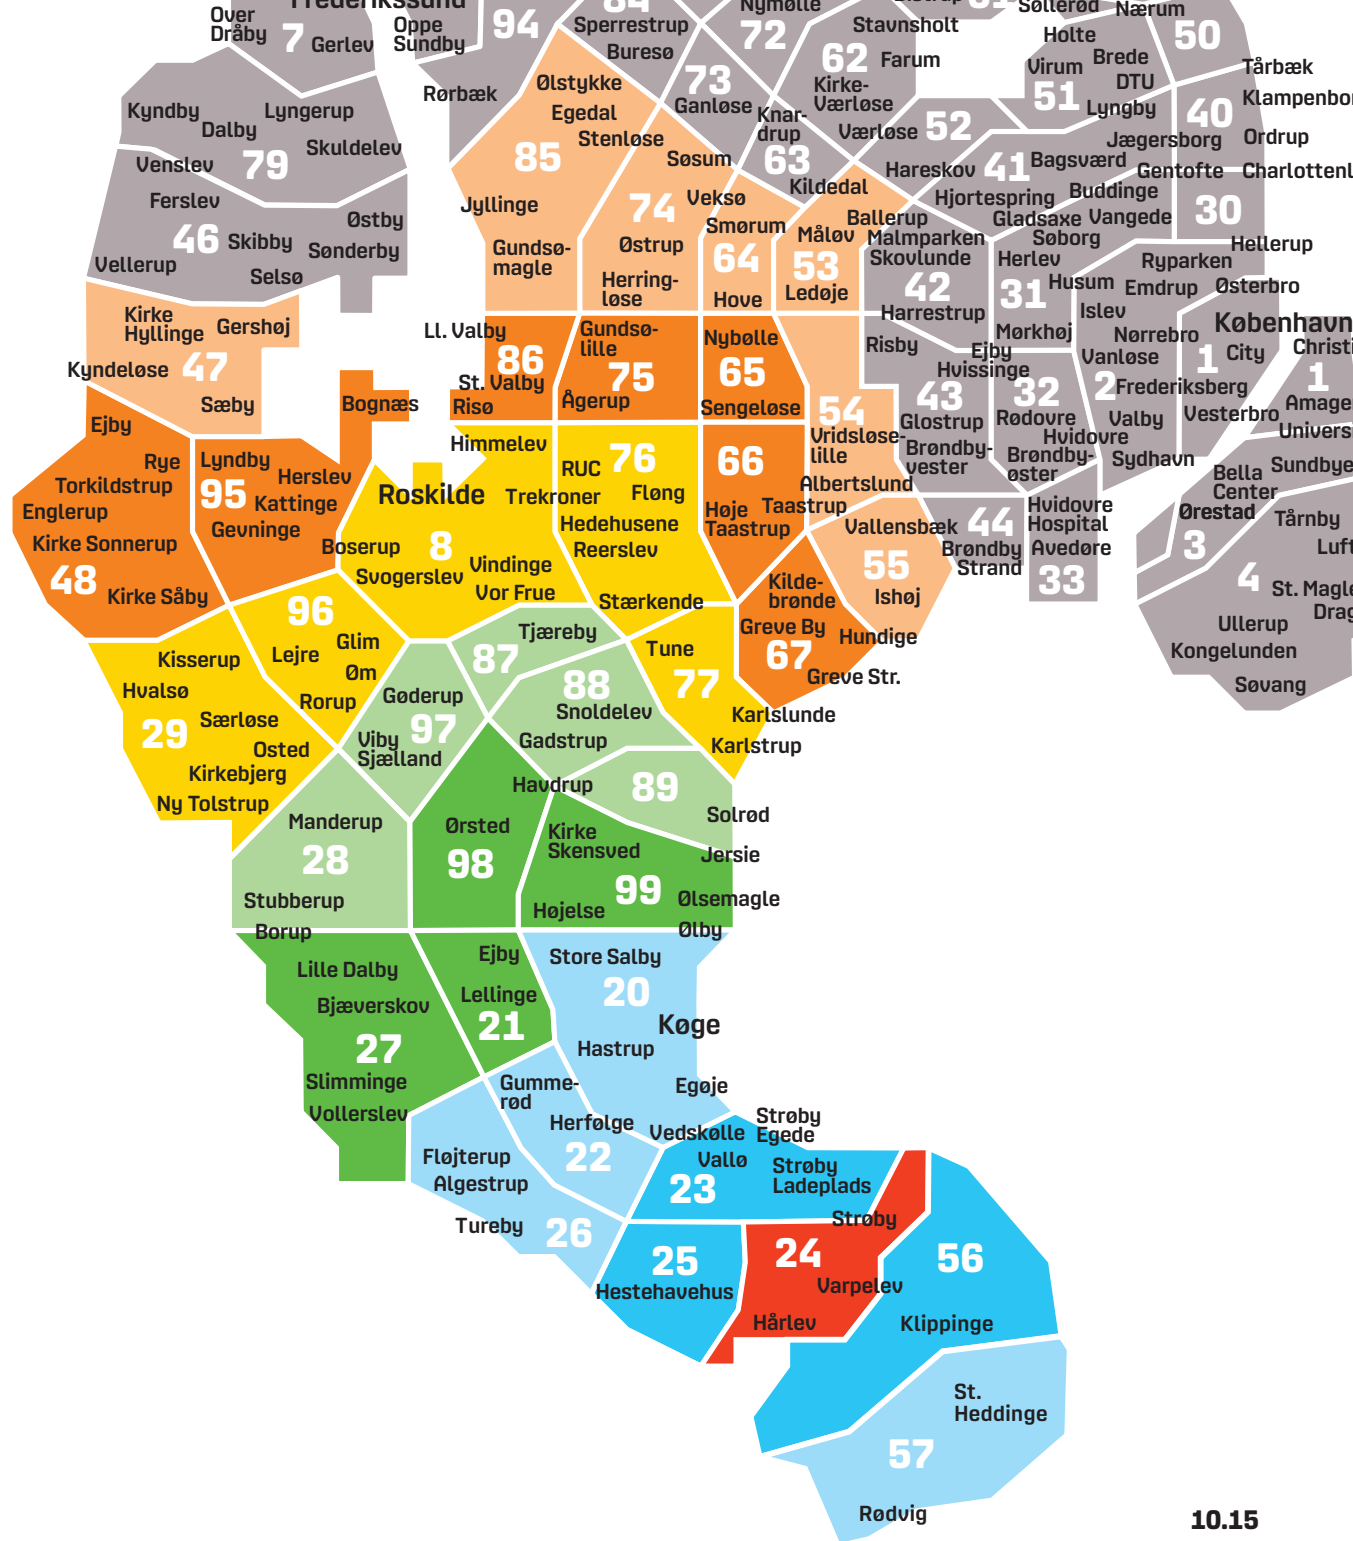 Frederikssund
Over
Dråby
7
Gerlev
Oppe
Sundby
94
84
Sperrestrup
Buresø
Nymølle
72
Stavnsholt
62
Farum
Kirke-
Værløse
Søllerød
Nærum
Holte
50
Virum
Brede
DTU
51
Lyngby
Tårbæk
Klampenbor
40
Jægersborg
Ordrup
Rørbæk
Ølstykke
Egedal
Stenløse
85
73
Ganløse
Knar-
drup
63
Kildedal
Værløse
52
Hareskov
41
Bagsværd
Gentofte
Charlottenl
Kyndby
Lyngerup
Dalby
Skuldelev
Venslev
79
Ferslev
46
Skibby
Østby
Sønderby
Vellerup
Selsø
Jyllinge
Søsum
74
Veksø
Smørum
Østrup
Gundsø-
magle
Herring-
løse
64
Hove
Måløv
53
Ledøje
Ballerup
Malmparken
Skovlunde
42
Harrestrup
Hjortespring
Buddinge
Gladsaxe
Vangede
30
Søborg
Herlev
Hellerup
Ryparken
31
Husum
Emdrup
Østerbro
Islev
Mørkhøj
Nørrebro
København
Kirke
Hyllinge
Gershøj
Kyndeløse
47
Sæby
Ll. Valby
86
St. Valby
Risø
Gundsø-
lille
75
Ågerup
Nybølle
65
Sengeløse
Risby
Ejby
Hvissinge
Vanløse
1
City
Christi
1
43
32
2
Frederiksberg
Amage
Glostrup
Rødovre
Valby
Vesterbro
Universi
Hvidovre
Bognæs
Ejby
Rye
Torkildstrup
Englerup
Kirke Sonnerup
48
Kirke Såby
Lyndby
Herslev
95
Kattinge
Gevninge
Himmelev
Roskilde
Trekroner
Boserup
8
Svogerslev
Vindinge
Vor Frue
RUC
76
Fløng
Hedehusene
Reerslev
Stærkende
66
Høje
Taastrup
Taastrup
54
Vridsløse-
lille
Albertslund
Brøndby-
vester
Brøndby-
øster
Sydhavn
Bella
Center
Sundbye
Ørestad
3
Tårnby
Luft
4
St. Magle
Drag
Ullerup
Kongelunden
Søvang
Vallensbæk
44
Brøndby
Strand
Hvidovre
Hospital
Avedøre
33
55
Ishøj
Kilde-
brønde
Greve By
67
Hundige
Greve Str.
96
Glim
Lejre
Øm
Rorup
Kisserup
Hvalsø
Særløse
29
Osted
Kirkebjerg
Ny Tolstrup
Tjæreby
87
88
Snoldelev
Gadstrup
Tune
77
Karlslunde
Karlstrup
Gøderup
97
Viby
Sjælland
Havdrup
89
Solrød
Jersie
Manderup
28
Stubberup
Borup
Ørsted
98
Kirke
Skensved
99
Højelse
Ølsemagle
Ølby
Lille Dalby
Bjæverskov
27
Slimminge
Vollerslev
Ejby
Lellinge
21
Store Salby
20
Køge
Hastrup
Egøje
Gumme-
rød
Herfølge
22
Fløjterup
Algestrup
Tureby
26
Vedskølle
Strøby
Egede
Vallø
23
Strøby
Ladeplads
Strøby
25
Hestehavehus
24
Varpelev
Hårlev
56
Klippinge
St.
Heddinge
57
Rødvig
10.15